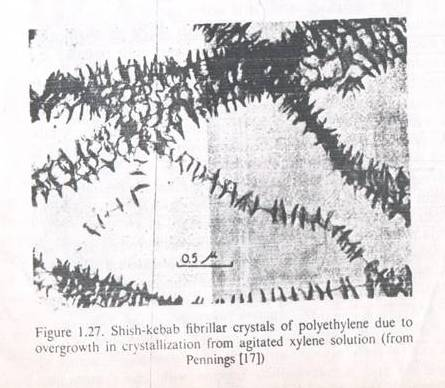 0.5 μ
Figure 1.27. Shish-kebab fibrillar crystals of polyethylene due to
overgrowth in crystallization from agitated xylene solution (from
Pennings [17])